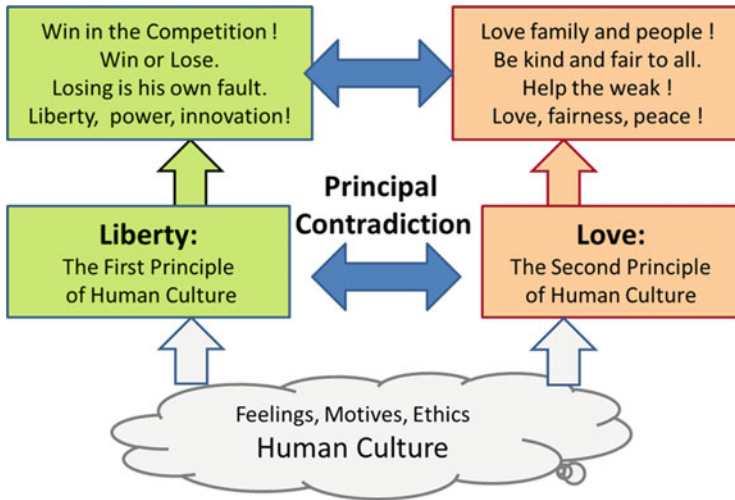 Win in the Competition !
Win or Lose.
Losing is his own fault.
Liberty, power, innovation!
Love family and people !
Be kind and fair to all.
Help the weak !
Love, fairness, peace !
Principal
Contradiction
Liberty:
The First Principle
of Human Culture
Love:
The Second Principle
of Human Culture
Feelings, Motives, Ethics
Human Culture